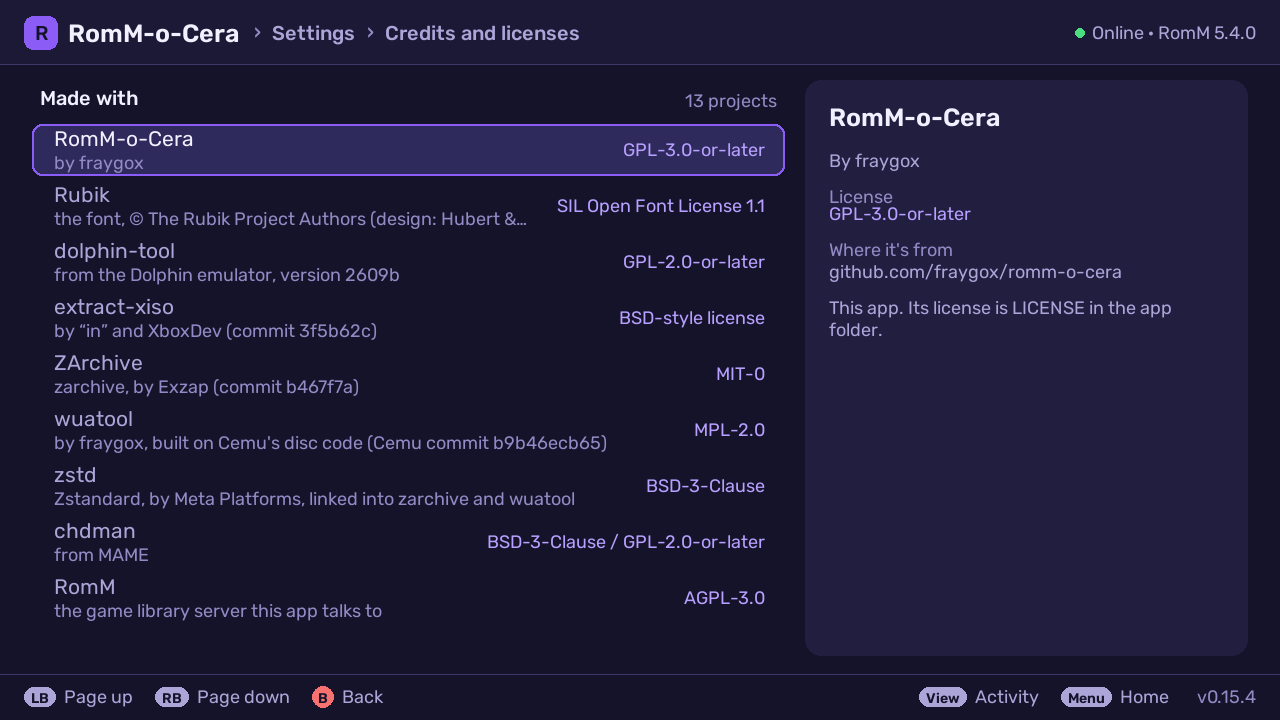 R RomM-o-Cera › Settings › Credits and licenses
Online • RomM 5.4.0
Made with
13 projects
RomM-o-Cera
by fraygox
GPL-3.0-or-later
Rubik
the font, © The Rubik Project Authors (design: Hubert &…
SIL Open Font License 1.1
dolphin-tool
from the Dolphin emulator, version 2609b
GPL-2.0-or-later
extract-xiso
by “in” and XboxDev (commit 3f5b62c)
BSD-style license
ZArchive
zarchive, by Exzap (commit b467f7a)
MIT-0
wuatool
by fraygox, built on Cemu's disc code (Cemu commit b9b46ecb65)
MPL-2.0
zstd
Zstandard, by Meta Platforms, linked into zarchive and wuatool
BSD-3-Clause
chdman
from MAME
BSD-3-Clause / GPL-2.0-or-later
RomM
the game library server this app talks to
AGPL-3.0
RomM-o-Cera
By fraygox
License
GPL-3.0-or-later
Where it's from
github.com/fraygox/romm-o-cera
This app. Its license is LICENSE in the app
folder.
LB Page up RB Page down B Back
View Activity Menu Home v0.15.4